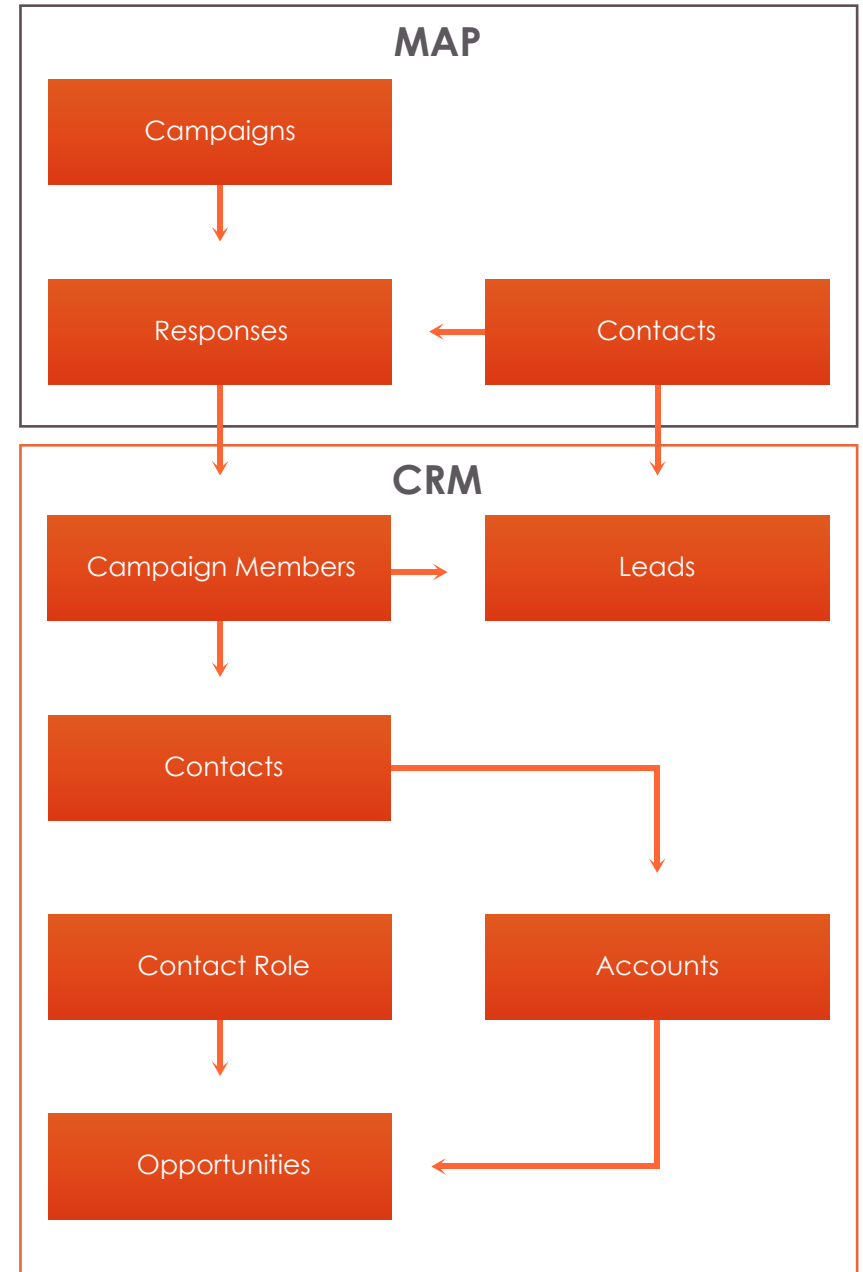 MAP
Campaigns
Responses
Contacts
CRM
Campaign Members
Leads
Contacts
Contact Role
Accounts
Opportunities